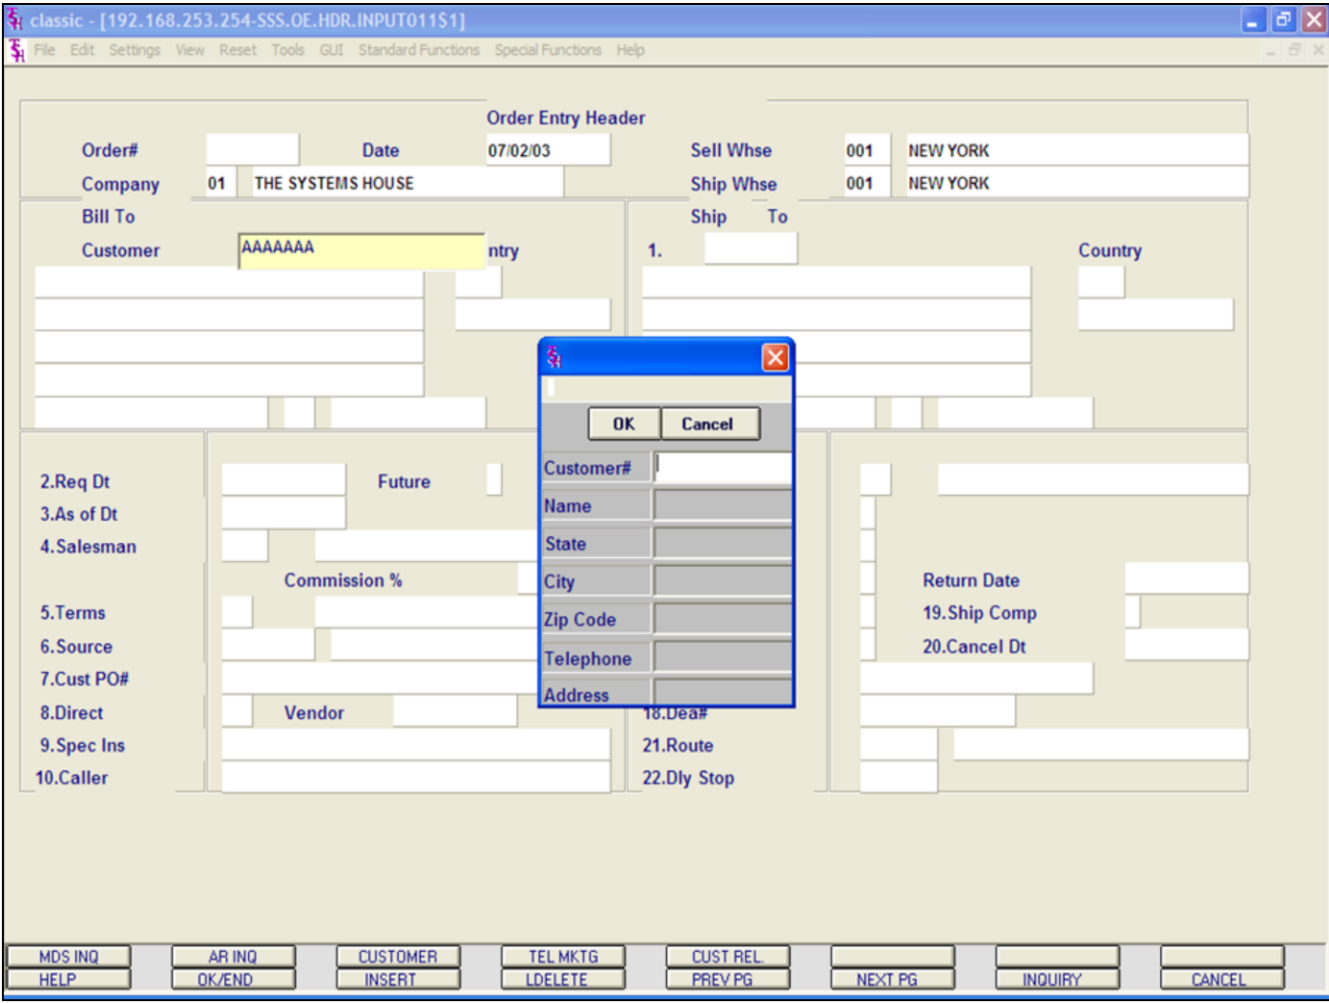 classic - [192.168.253.254-SSS.OE.HDR.INPUT011$1]
File Edit Settings View Reset Tools GUI Standard Functions Special Functions Help
Order Entry Header
Order# Date 07/02/03 Sell Whse 001 NEW YORK
Company 01 THE SYSTEMS HOUSE Ship Whse 001 NEW YORK
Bill To Ship To
Customer AAAAAAA ntry 1. Country
OK Cancel
Customer#
2.Req Dt Future
Name
3.As of Dt
4.Salesman State
Commission % City Return Date
5.Terms Zip Code 19.Ship Comp
6.Source 20.Cancel Dt
Telephone
7.Cust PO#
Address
8.Direct Vendor 18.Dea#
9.Spec Ins 21.Route
10.Caller 22.Dly Stop
MDS INQ AR INQ CUSTOMER TEL MKTG CUST REL.
HELP OK/END INSERT LDELETE PREV PG NEXT PG INQUIRY CANCEL